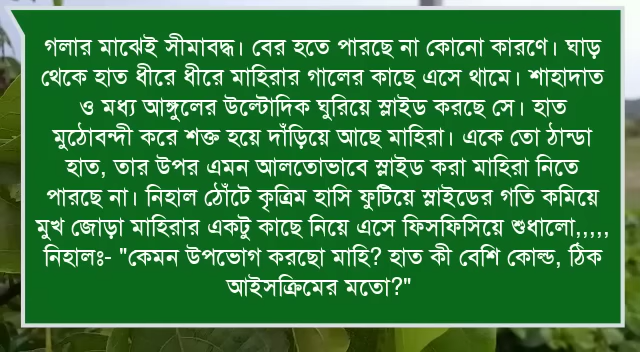 গলার মাঝেই সীমাবদ্ধ। বের হতে পারছে না কোনো কারণে। ঘাড়
থেকে হাত ধীরে ধীরে মাহিরার গালের কাছে এসে থামে। শাহাদাত
ও মধ্য আঙ্গুলের উল্টোদিক ঘুরিয়ে স্লাইড করছে সে। হাত
মুঠোবন্দী করে শক্ত হয়ে দাঁড়িয়ে আছে মাহিরা। একে তো ঠান্ডা
হাত, তার উপর এমন আলতোভাবে স্লাইড করা মাহিরা নিতে
পারছে না। নিহাল ঠোঁটে কৃত্রিম হাসি ফুটিয়ে স্লাইডের গতি কমিয়ে
মুখ জোড়া মাহিরার একটু কাছে নিয়ে এসে ফিসফিসিয়ে শুধালো,,,,,
নিহালঃ- "কেমন উপভোগ করছো মাহি? হাত কী বেশি কোল্ড, ঠিক
আইসক্রিমের মতো?"